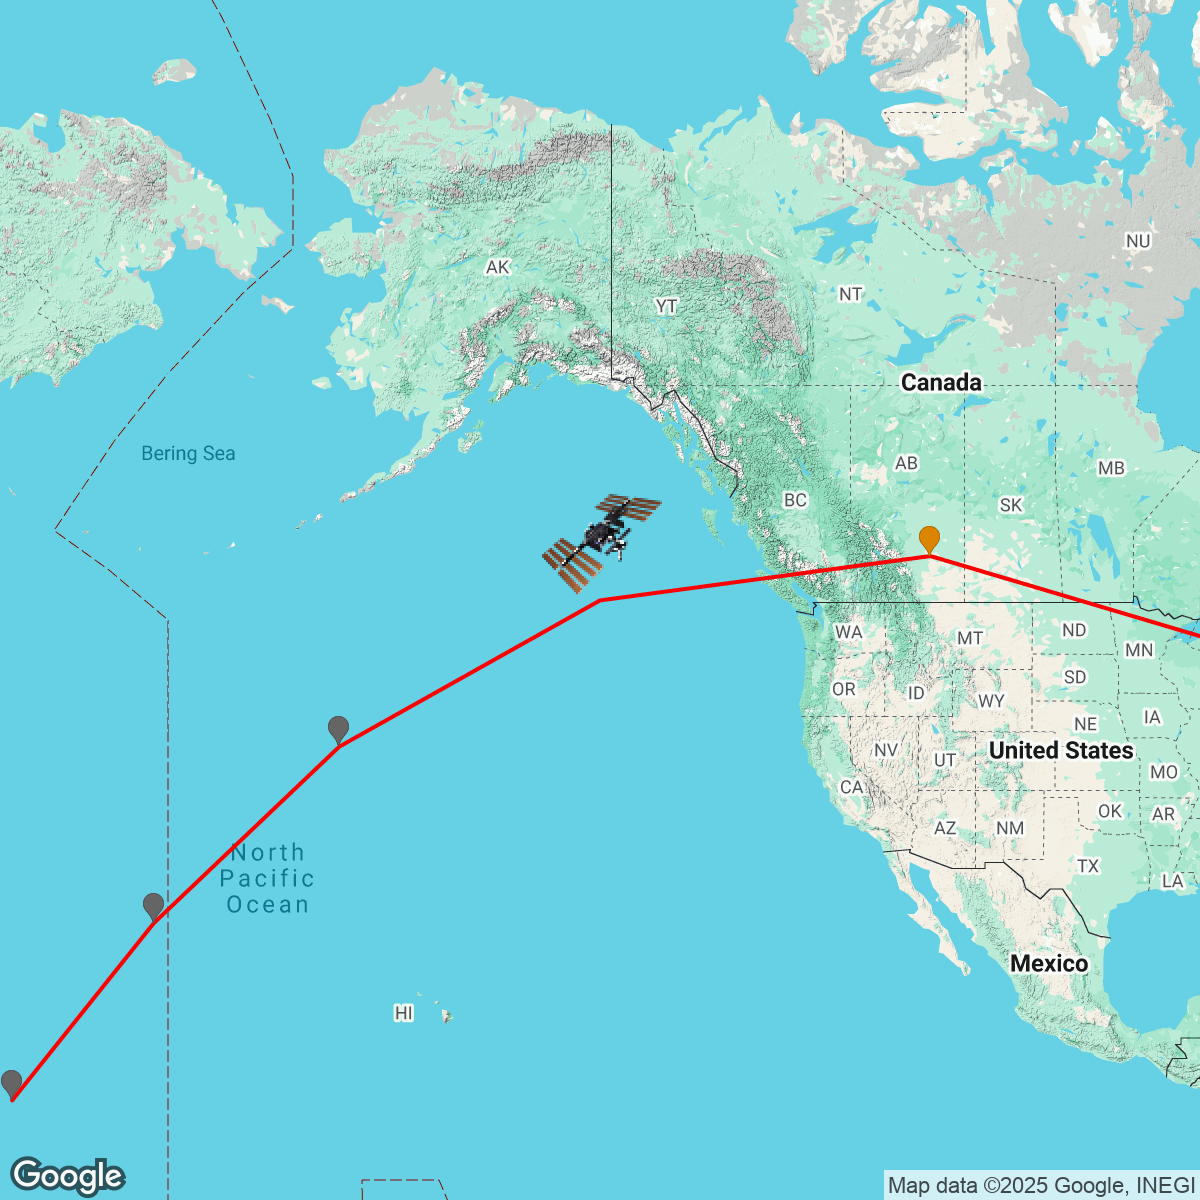 NU
AK
NT
YT
Canada
Bering Sea
AB
MB
BC
SK
WA
ND
MT
MN
SD
OR
ID
WY
IA
NE
NV
United States
UT
MO
CA
OK
AR
AZ
NM
North
Pacific
Ocean
TX
LA
Mexico
HI
Google
Map data ©2025 Google, INEGI